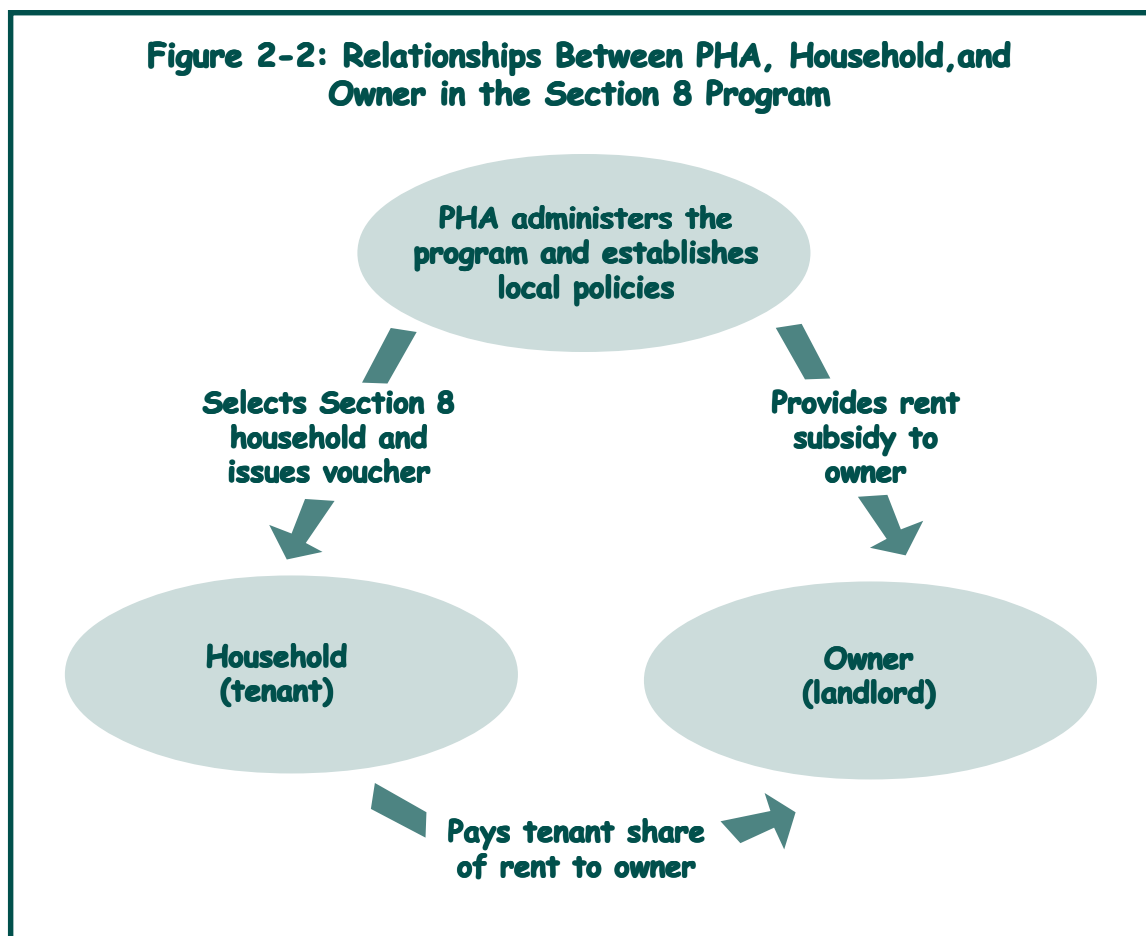 Figure 2-2: Relationships Between PHA, Household,and
Owner in the Section 8 Program
PHA administers the
program and establishes
local policies
Selects Section 8
household and
issues voucher
Provides rent
subsidy to
owner
Household
(tenant)
Owner
(landlord)
Pays tenant share
of rent to owner